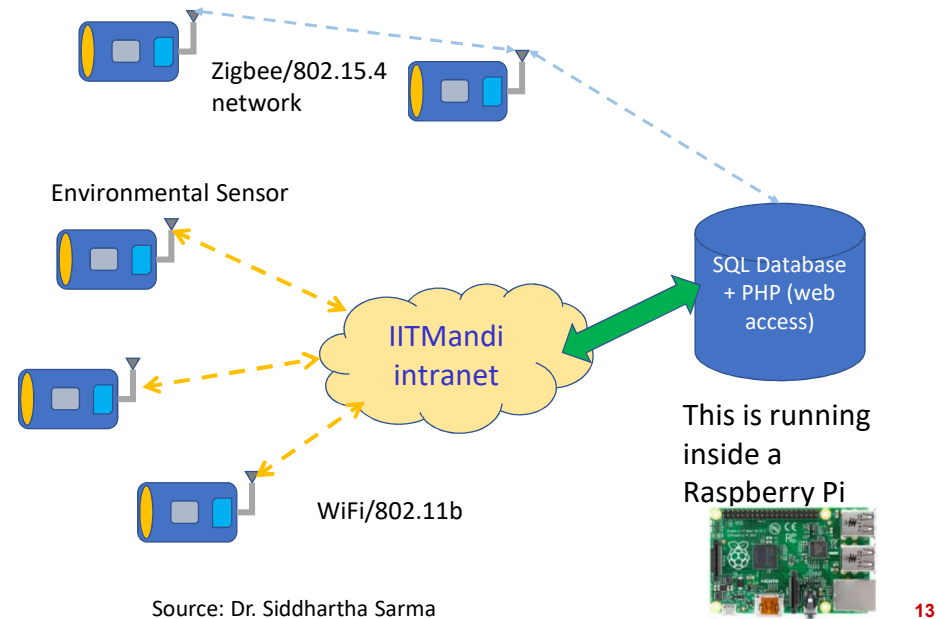 Zigbee/802.15.4
network
Environmental Sensor
SQL Database
+ PHP (web
access)
IITMandi
intranet
This is running
inside a
Raspberry Pi
WiFi/802.11b
Source: Dr. Siddhartha Sarma
13